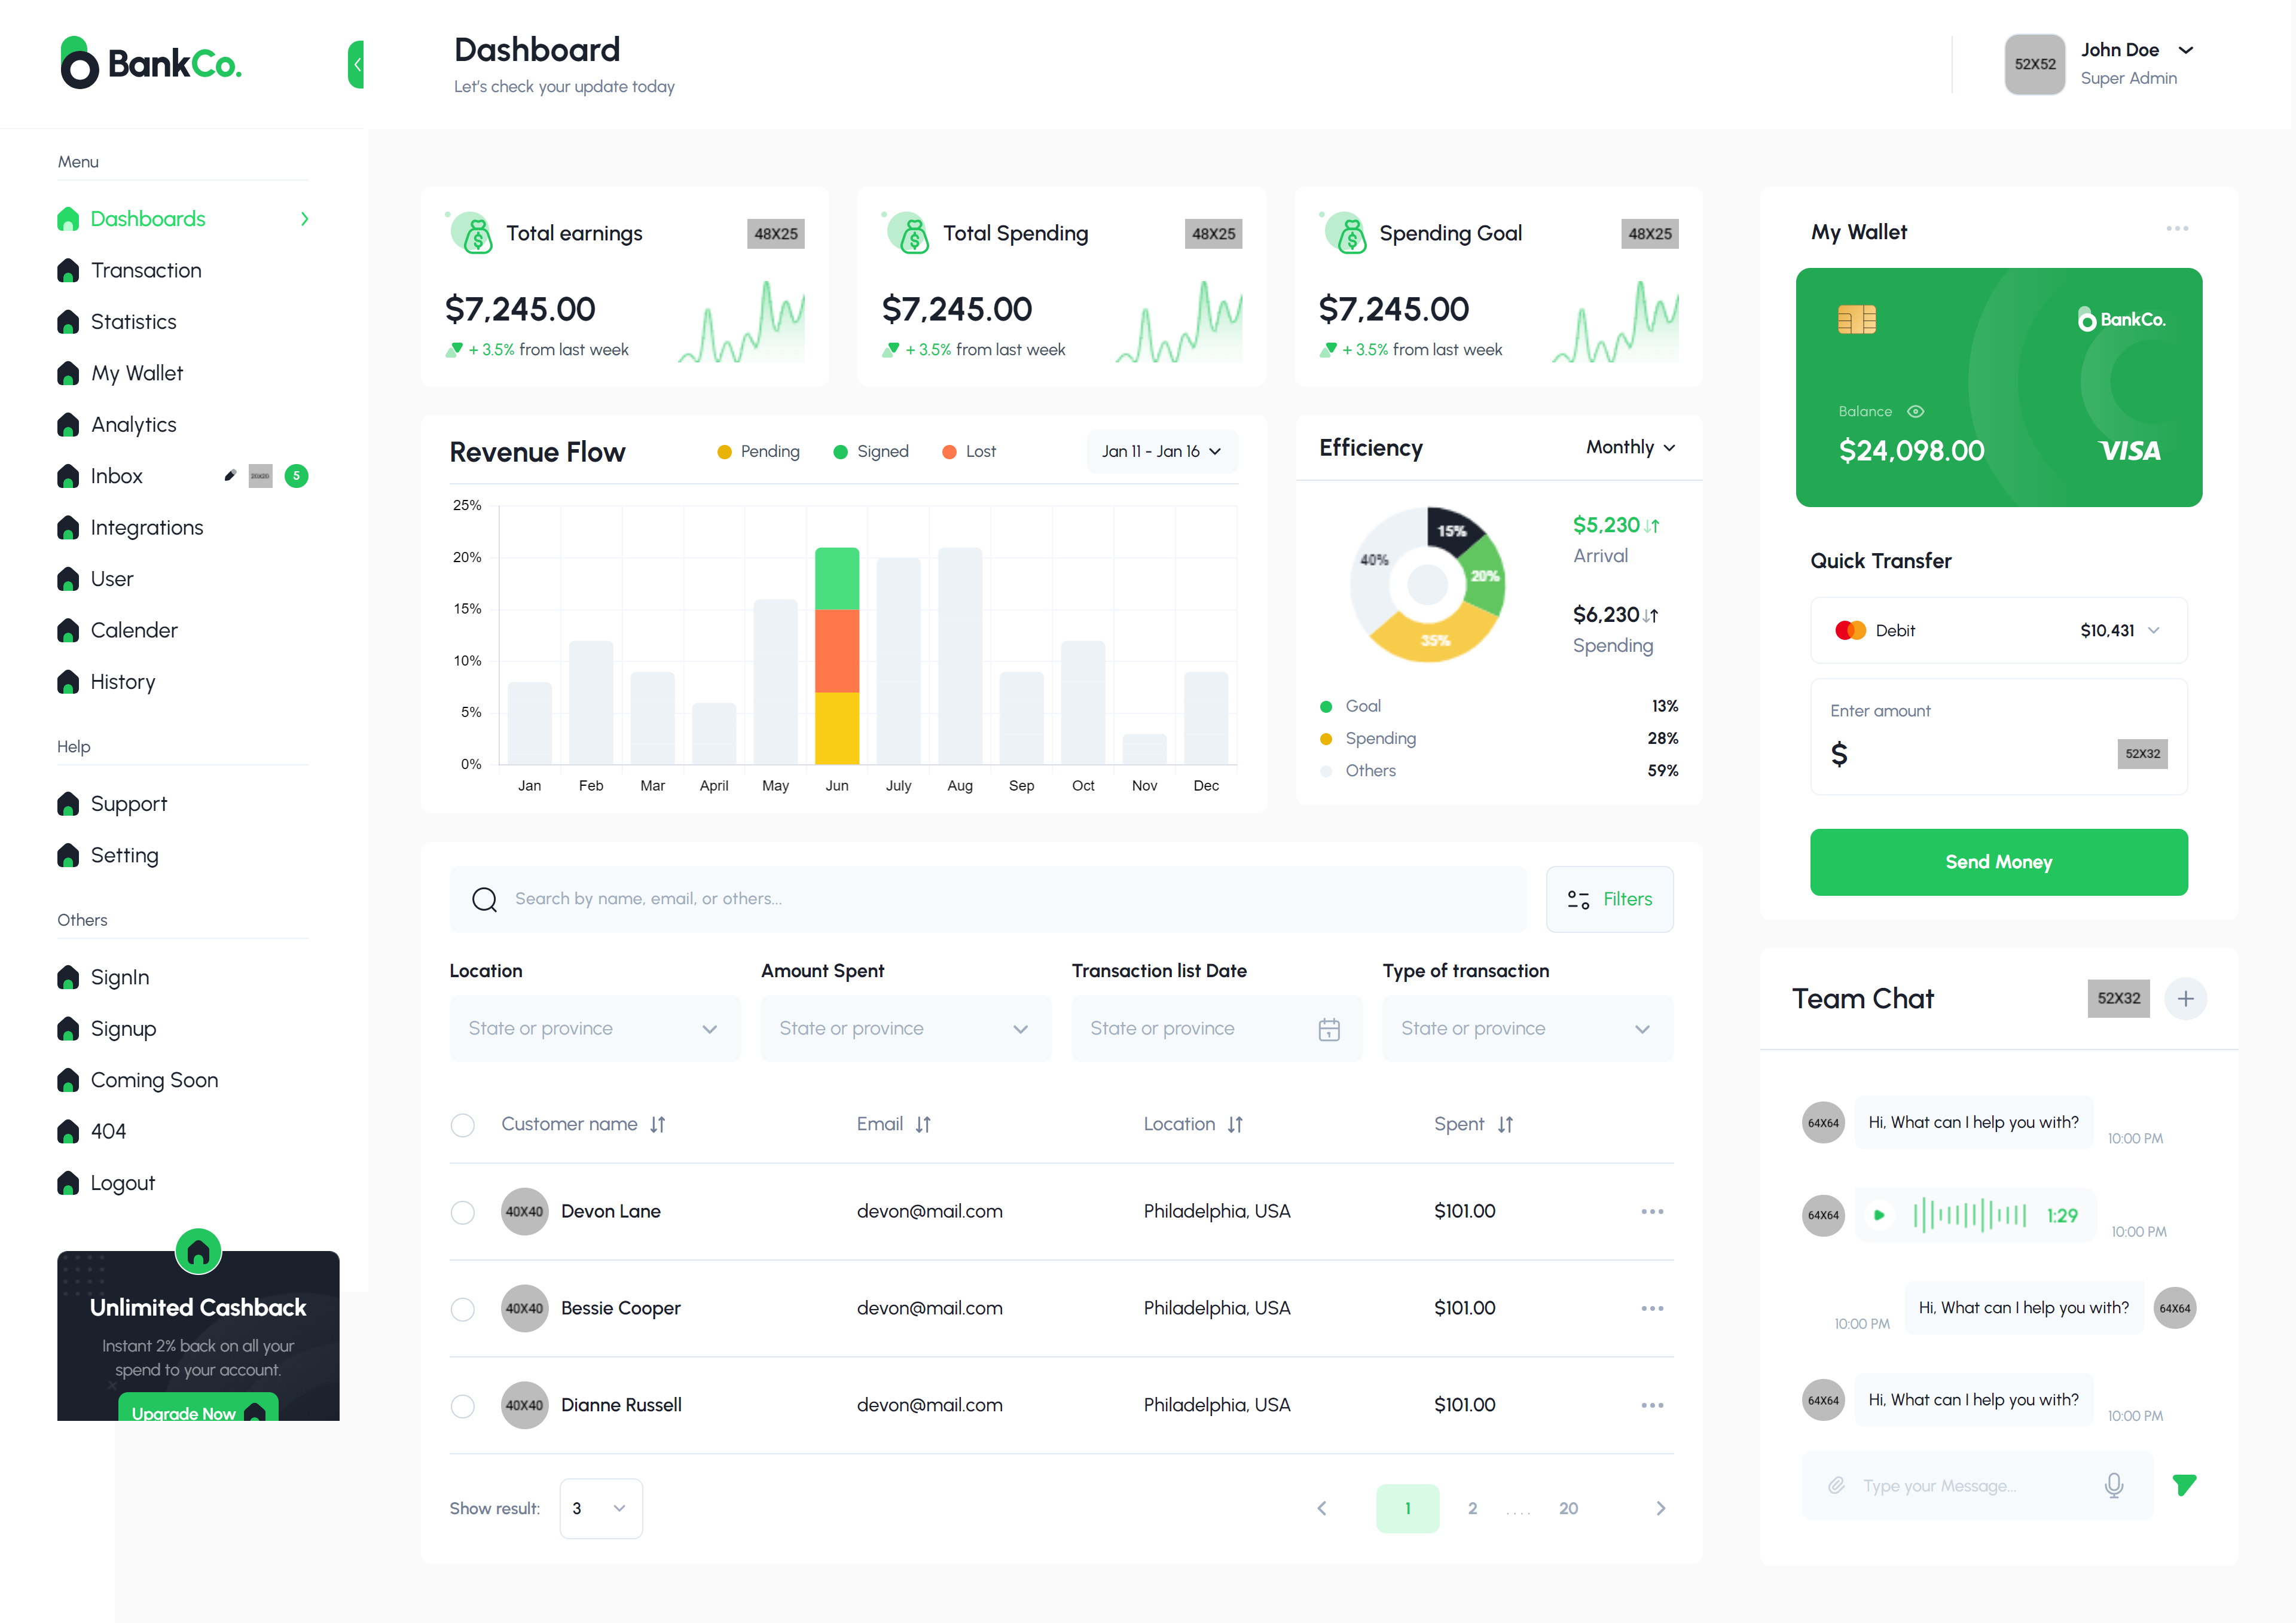 BankCo.
Dashboard
Let's check your update today
52X52
John Doe
Super Admin
Menu
Dashboards
Transaction
Statistics
My Wallet
Analytics
Inbox
5
Integrations
User
Calender
History
Help
Support
Setting
Others
SignIn
Signup
Coming Soon
404
Logout
Unlimited Cashback
Instant 2% back on all your
spend to your account.
Upgrade Now
Total earnings
48X25
$7,245.00
+ 3.5% from last week
Total Spending
48X25
$7,245.00
+ 3.5% from last week
Spending Goal
48X25
$7,245.00
+ 3.5% from last week
Revenue Flow
Pending
Signed
Lost
Jan 11 - Jan 16
25%
20%
15%
10%
5%
0%
Jan Feb Mar April May Jun July Aug Sep Oct Nov Dec
Efficiency
Monthly
15%
20%
35%
40%
$5,230
Arrival
$6,230
Spending
Goal 13%
Spending 28%
Others 59%
Search by name, email, or others...
Filters
Location
State or province
Amount Spent
State or province
Transaction list Date
State or province
Type of transaction
State or province
Customer name Email Location Spent
40X40 Devon Lane devon@mail.com Philadelphia, USA $101.00
40X40 Bessie Cooper devon@mail.com Philadelphia, USA $101.00
40X40 Dianne Russell devon@mail.com Philadelphia, USA $101.00
Show result: 3
1 2 .... 20
My Wallet
BankCo.
Balance
$24,098.00
VISA
Quick Transfer
Debit $10,431
Enter amount
$
52X32
Send Money
Team Chat
52X32
64X64
Hi, What can I help you with?
10:00 PM
64X64
1:29
10:00 PM
10:00 PM
Hi, What can I help you with?
64X64
64X64
Hi, What can I help you with?
10:00 PM
Type your Message...